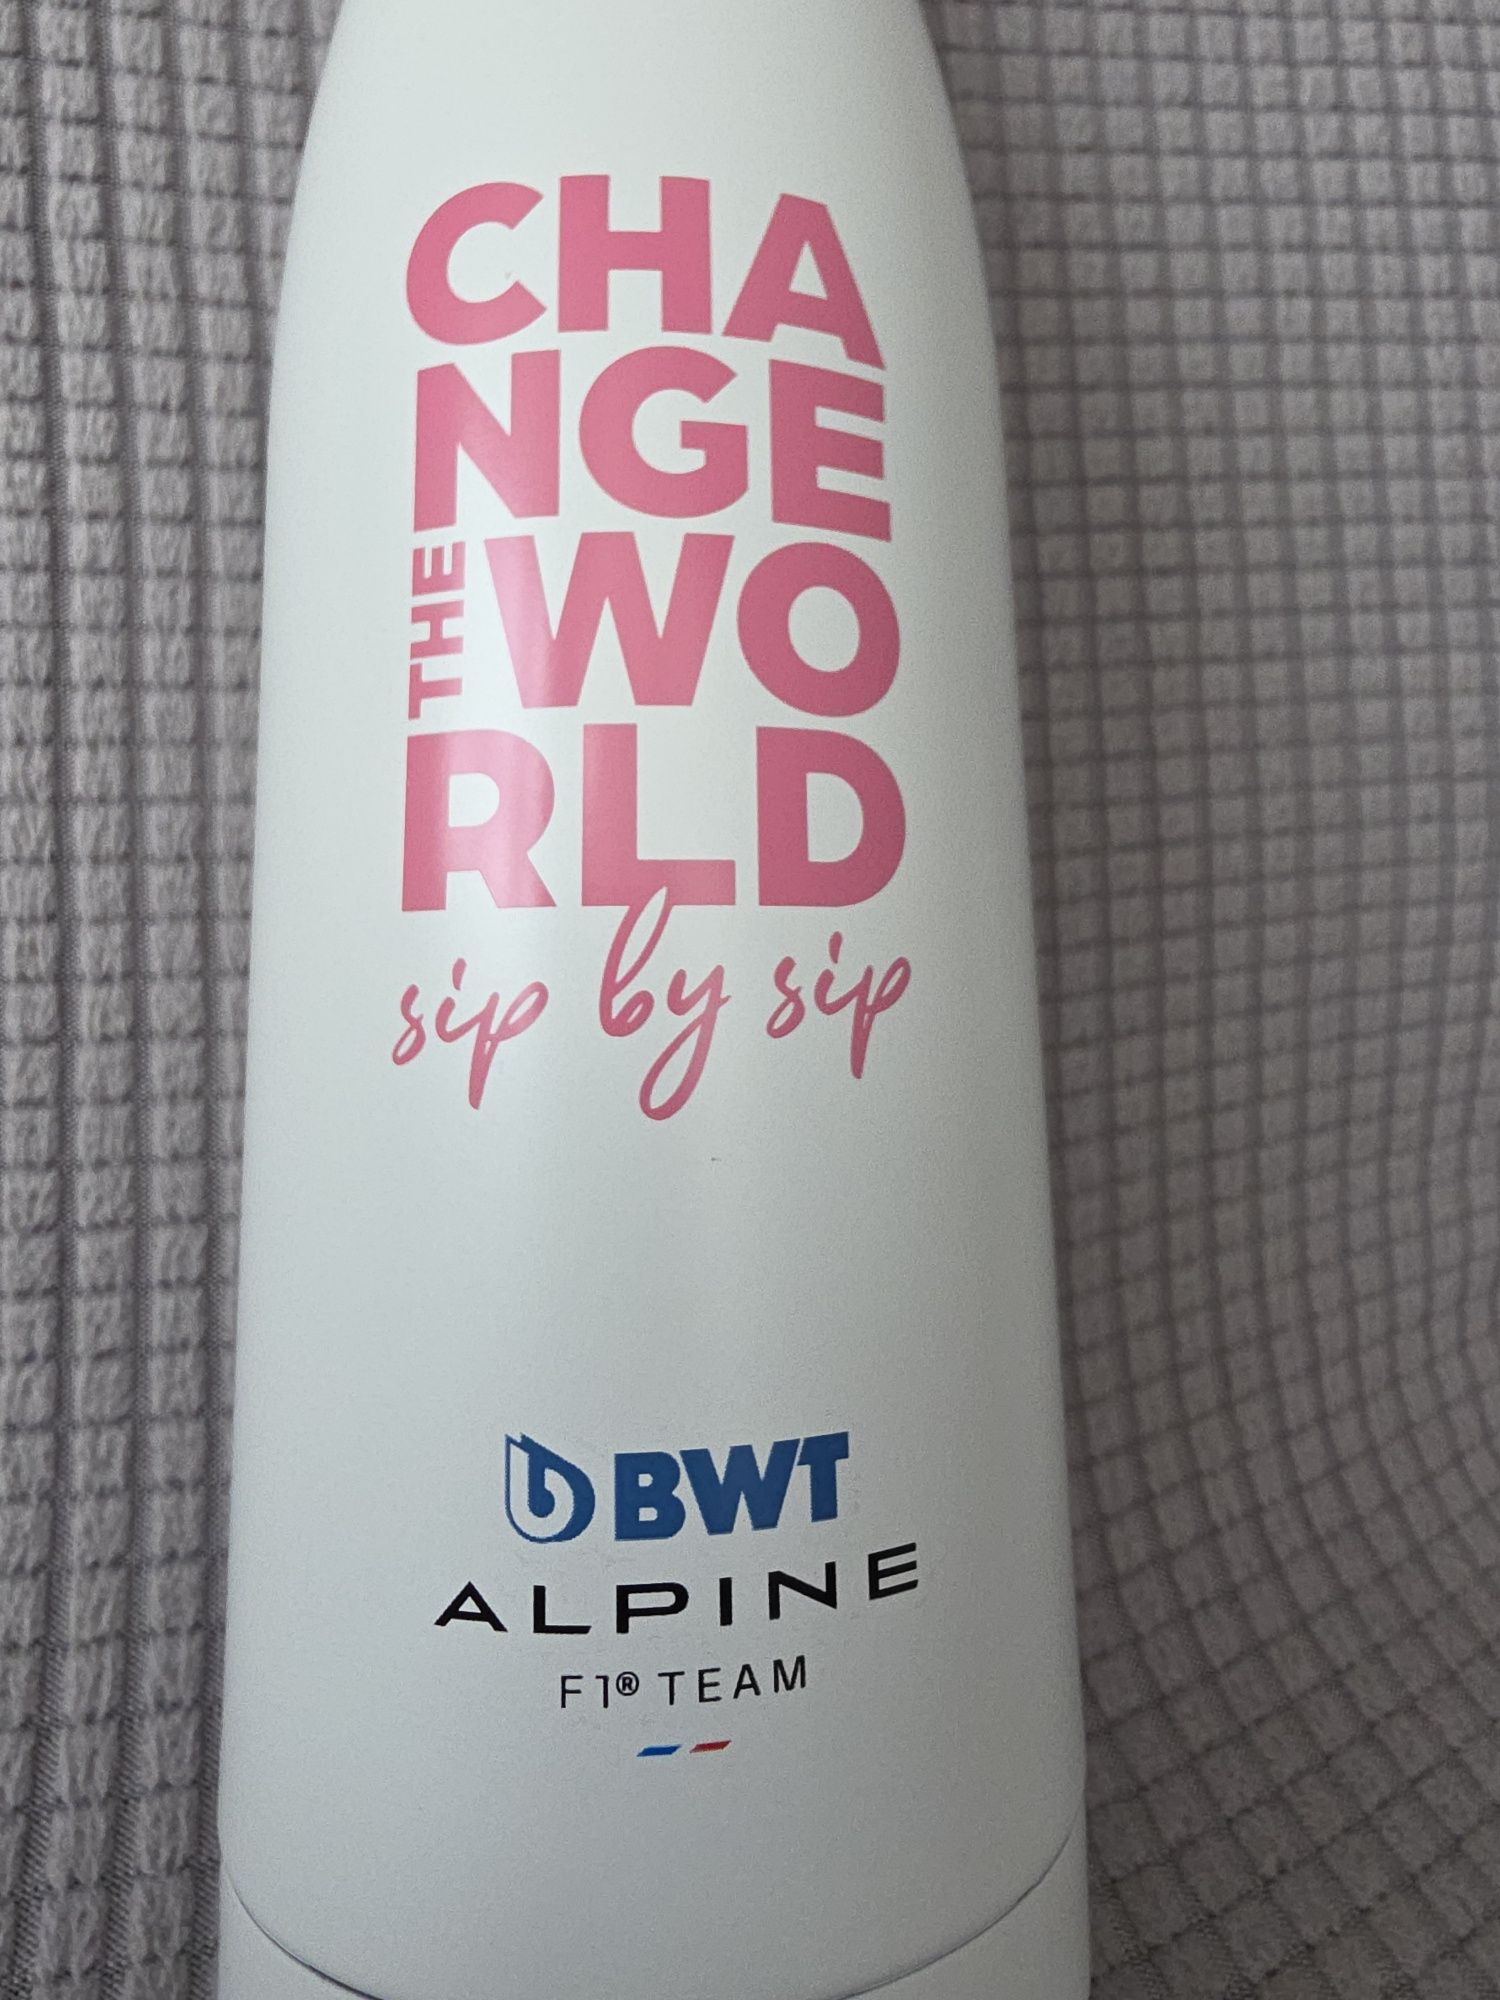 CHA
NGE
THE WO
RLD
sip by sip
BWT
ALPINE
F1® TEAM